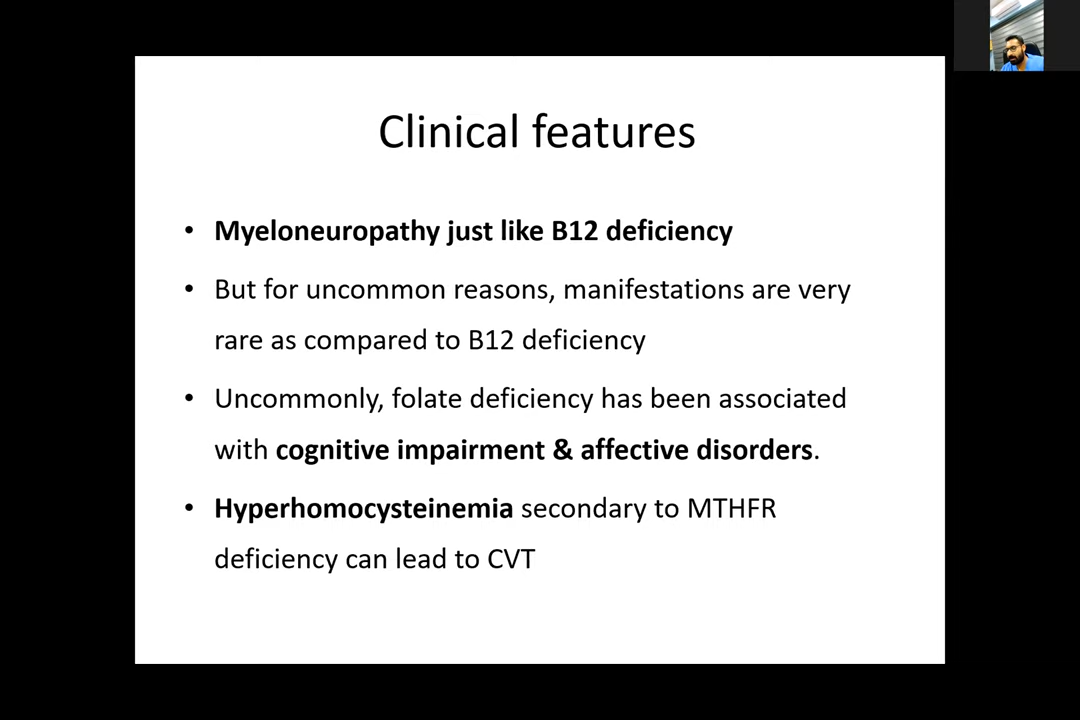 Clinical features
• Myeloneuropathy just like B12 deficiency
• But for uncommon reasons, manifestations are very
rare as compared to B12 deficiency
• Uncommonly, folate deficiency has been associated
with cognitive impairment & affective disorders.
• Hyperhomocysteinemia secondary to MTHFR
deficiency can lead to CVT